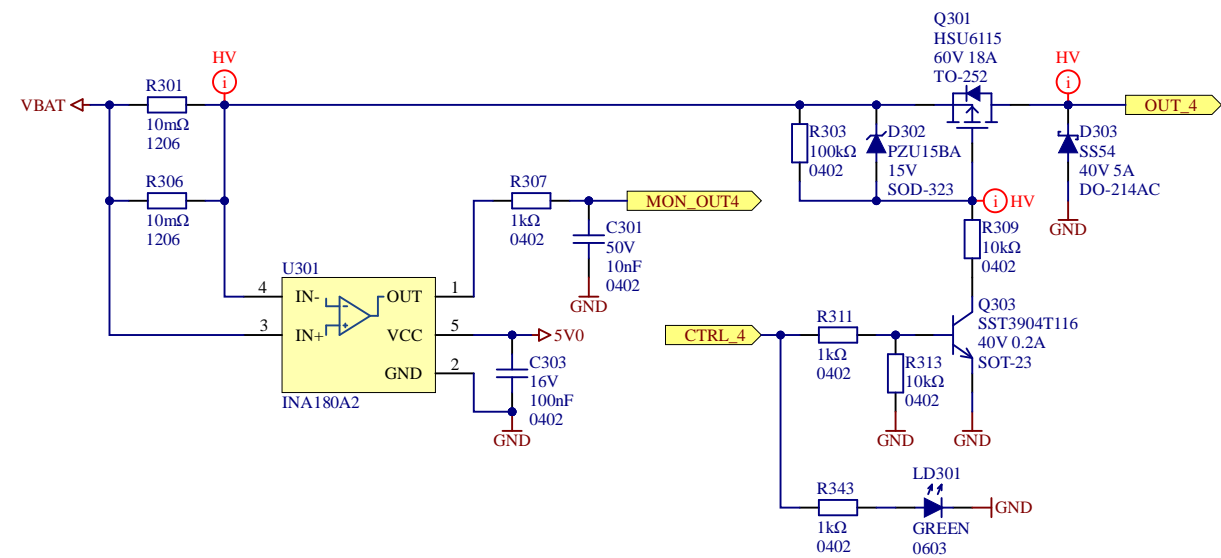 Q301
HSU6115
60V 18A
TO-252
HV
HV
R301
VBAT
i
i
OUT_4
10mΩ
1206
R303
100kΩ
0402
D302
PZU15BA
15V
SOD-323
D303
SS54
40V 5A
DO-214AC
GND
R306
10mΩ
1206
R307
1kΩ
0402
MON_OUT4
i HV
C301
50V
10nF
0402
GND
R309
10kΩ
0402
U301
4 IN- OUT 1
3 IN+ VCC 5
GND 2
INA180A2
5V0
C303
16V
100nF
0402
GND
CTRL_4
R311
1kΩ
0402
Q303
SST3904T116
40V 0.2A
SOT-23
R313
10kΩ
0402
GND
GND
LD301
R343
1kΩ
0402
GREEN
0603
GND